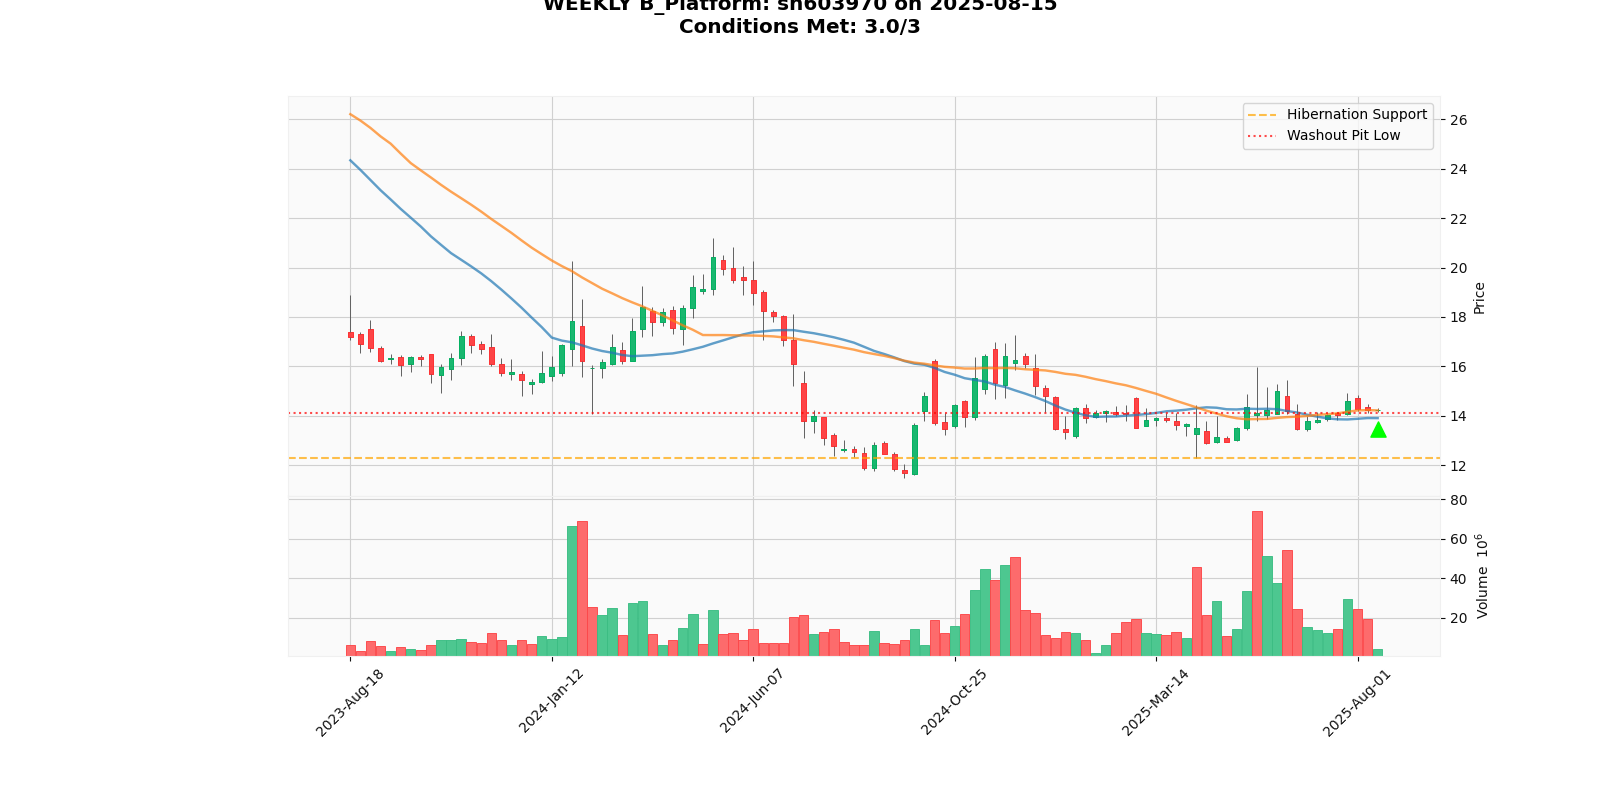 WEEKLY B_Platform: sh603970 on 2025-08-15
Conditions Met: 3.0/3
Hibernation Support
Washout Pit Low
26
24
22
20
18
16
14
12
Price
80
60
40
20
Volume 10⁶
2023-Aug-18
2024-Jan-12
2024-Jun-07
2024-Oct-25
2025-Mar-14
2025-Aug-01